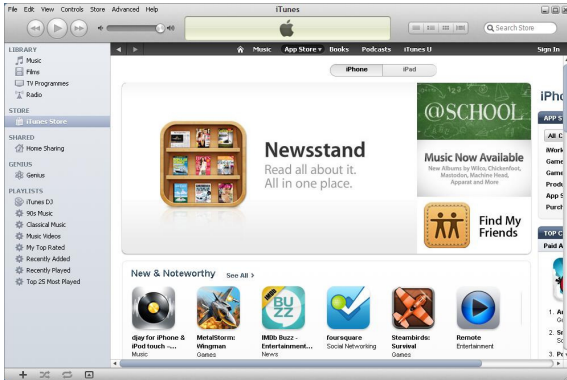 File Edit View Controls Store Advanced Help
iTunes
Search Store
Music App Store Books Podcasts iTunes U Sign In
LIBRARY
Music
Films
TV Programmes
Radio
STORE
iTunes Store
SHARED
Home Sharing
GENIUS
Genius
PLAYLISTS
iTunes DJ
90s Music
Classical Music
Music Videos
My Top Rated
Recently Added
Recently Played
Top 25 Most Played
iPhone iPad
Newsstand
Read all about it.
All in one place.
@SCHOOL
Music Now Available
New Albums by Wilco, Chickenfoot,
Mastodon, Machine Head,
Apparat and More
Find My
Friends
iPho
APP S
All C
iWork
Game
Game
Produ
App S
Purch
TOP C
Paid A
1.
2.
3.
New & Noteworthy See All >
djay for iPhone &
iPod touch -...
Music
MetalStorm:
Wingman
Games
BUZZ
IMDb Buzz -
Entertainment...
News
foursquare
Social Networking
Steambirds:
Survival
Games
Remote
Entertainment